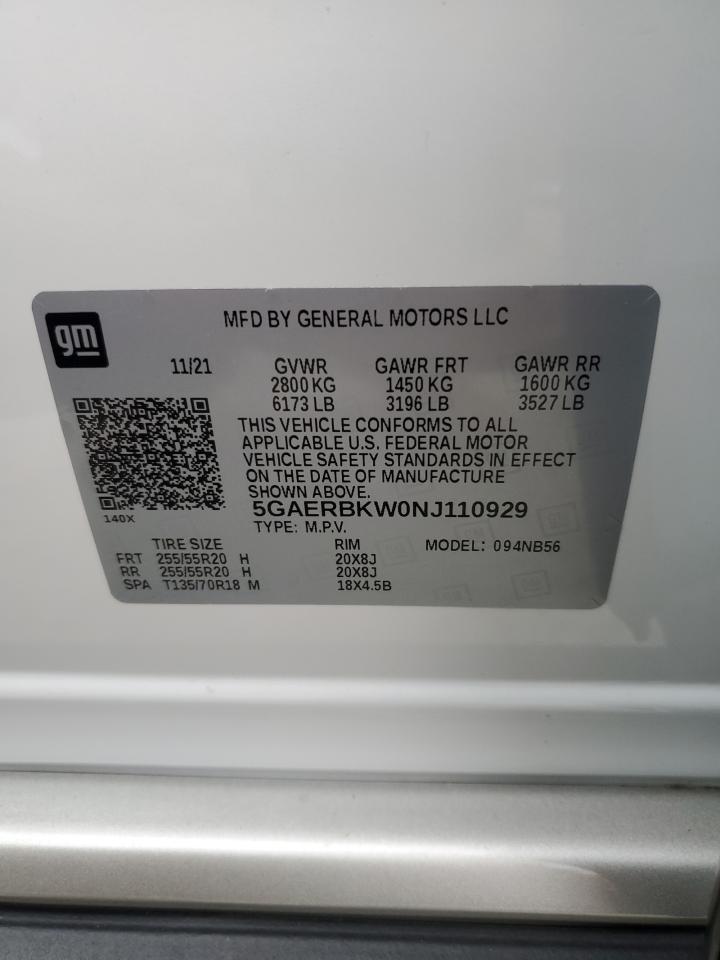 gm
MFD BY GENERAL MOTORS LLC
11/21 GVWR GAWR FRT GAWR RR
2800 KG 1450 KG 1600 KG
6173 LB 3196 LB 3527 LB
THIS VEHICLE CONFORMS TO ALL
APPLICABLE U.S. FEDERAL MOTOR
VEHICLE SAFETY STANDARDS IN EFFECT
ON THE DATE OF MANUFACTURE
SHOWN ABOVE.
140X
5GAERBKW0NJ110929
TYPE: M.P.V.
TIRE SIZE RIM MODEL: 094NB56
FRT 255/55R20 H 20X8J
RR 255/55R20 H 20X8J
SPA T135/70R18 M 18X4.5B